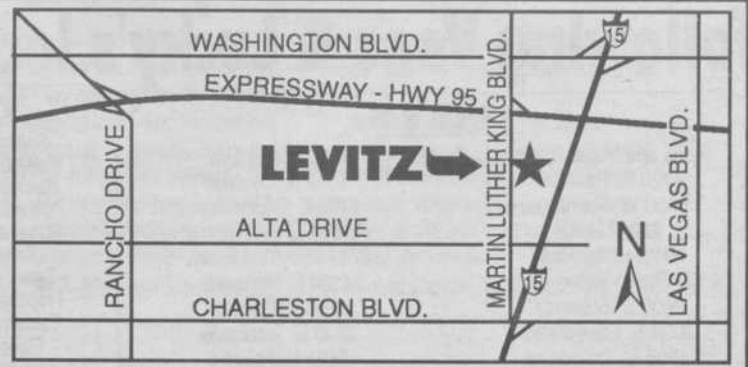 15
WASHINGTON BLVD.
EXPRESSWAY - HWY 95
RANCHO DRIVE
LEVITZ
MARTIN LUTHER KING BLVD.
LAS VEGAS BLVD.
ALTA DRIVE
N
15
CHARLESTON BLVD.